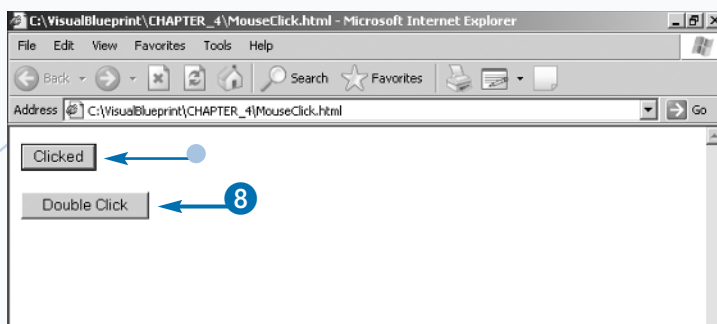 C:\VisualBlueprint\CHAPTER_4\MouseClick.html - Microsoft Internet Explorer
File Edit View Favorites Tools Help
Back Search Favorites
Address C:\VisualBlueprint\CHAPTER_4\MouseClick.html Go
Clicked
Double Click 8